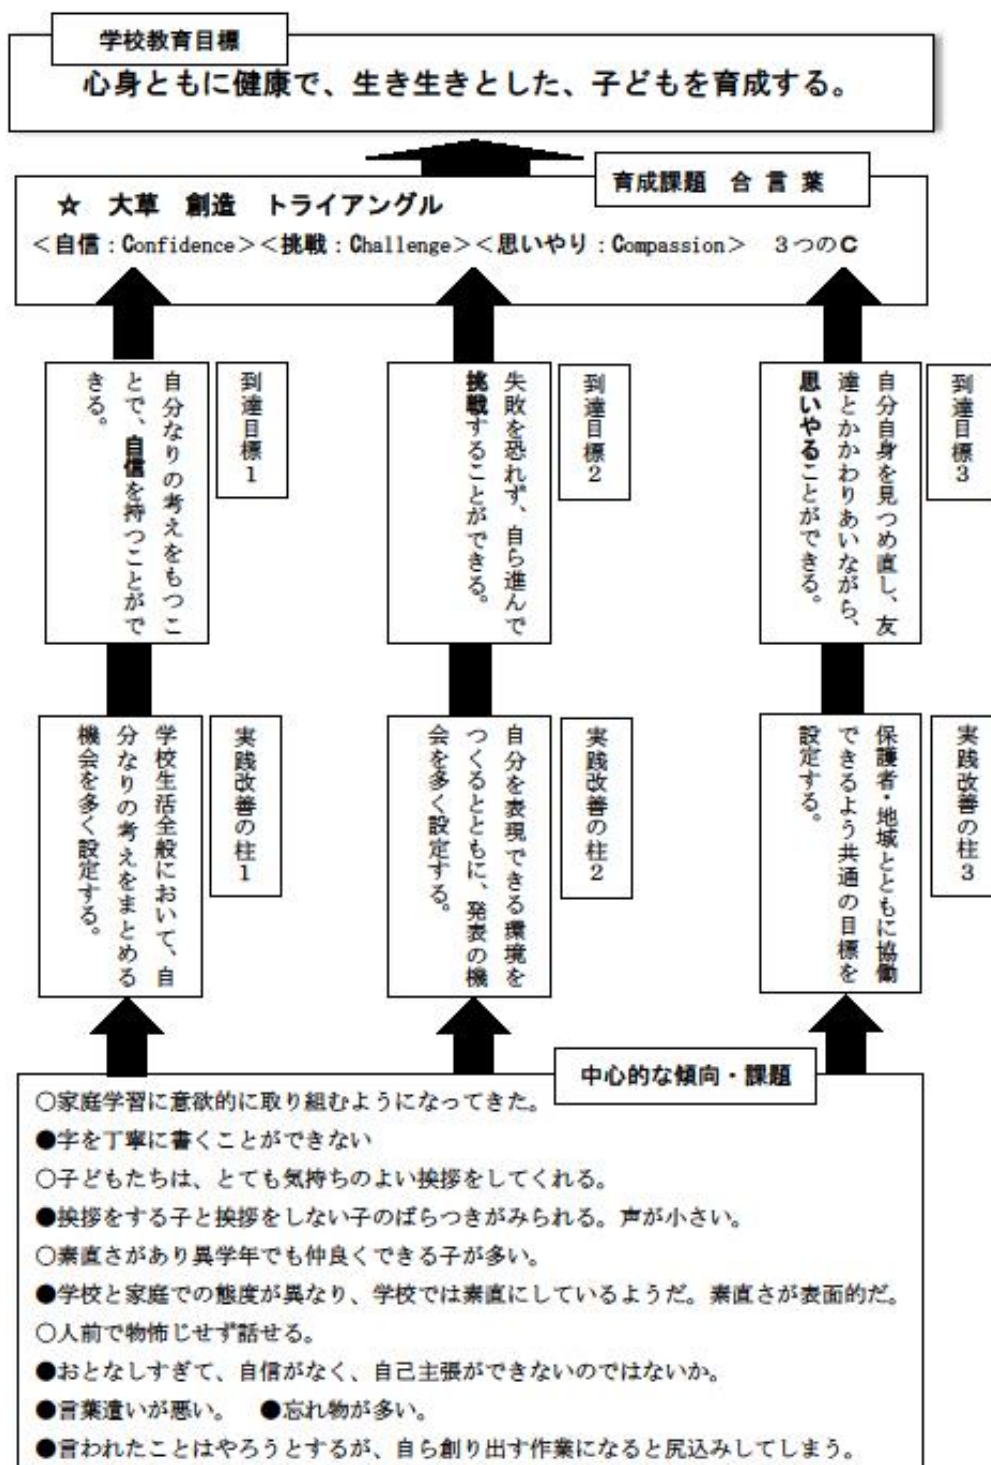 学校教育目標
心身ともに健康で、生き生きとした、子どもを育成する。
育成課題　合 言 葉
☆　大草　創造　トライアングル
＜自信：Confidence＞＜挑戦：Challenge＞＜思いやり：Compassion＞　３つのC
到達目標１
自分なりの考えをもつこ
とで、自信を持つことがで
きる。
到達目標２
失敗を恐れず、自ら進んで
挑戦することができる。
到達目標３
自分自身を見つめ直し、友
達とかかわりあいながら、
思いやることができる。
実践改善の柱１
学校生活全般において、自
分なりの考えをまとめる
機会を多く設定する。
実践改善の柱２
自分を表現できる環境を
つくるとともに、発表の機
会を多く設定する。
実践改善の柱３
保護者・地域とともに協働
できるよう共通の目標を
設定する。
中心的な傾向・課題
○家庭学習に意欲的に取り組むようになってきた。
●字を丁寧に書くことができない
○子どもたちは、とても気持ちのよい挨拶をしてくれる。
●挨拶をする子と挨拶をしない子のばらつきがみられる。声が小さい。
○素直さがあり異学年でも仲良くできる子が多い。
●学校と家庭での態度が異なり、学校では素直にしているようだ。素直さが表面的だ。
○人前で物怖じせず話せる。
●おとなしすぎて、自信がなく、自己主張ができないのではないか。
●言葉遣いが悪い。　●忘れ物が多い。
●言われたことはやろうとするが、自ら創り出す作業になると尻込みしてしまう。